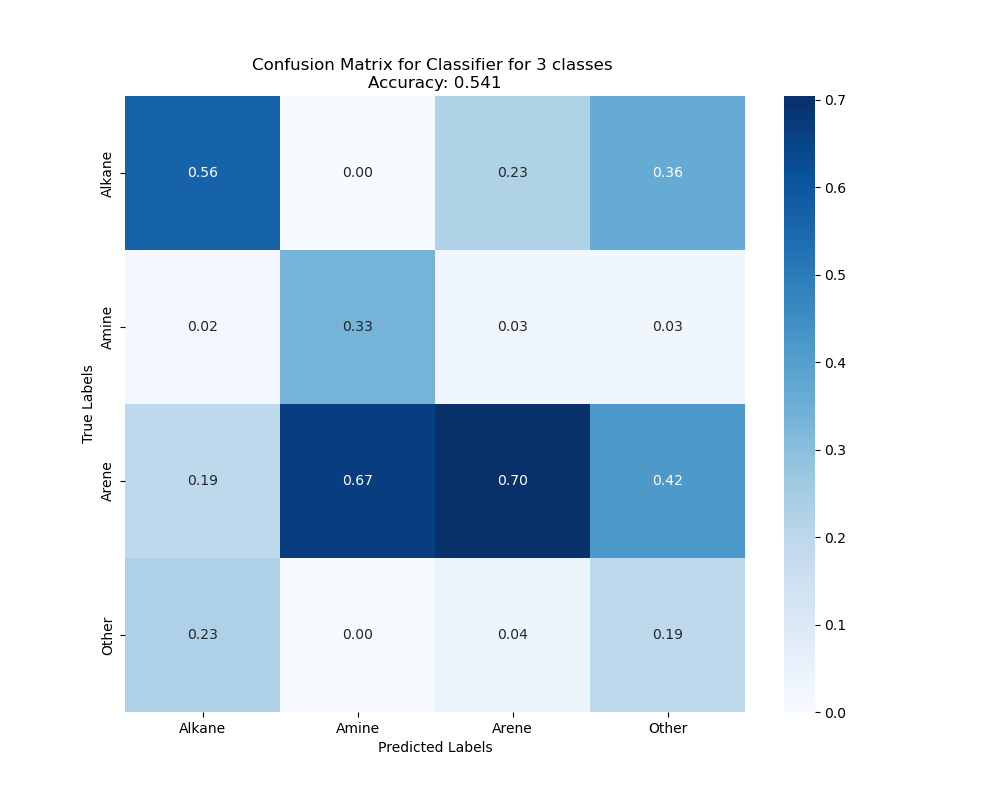 Confusion Matrix for Classifier for 3 classes
Accuracy: 0.541
True Labels
Alkane
0.56 0.00 0.23 0.36
Amine
0.02 0.33 0.03 0.03
Arene
0.19 0.67 0.70 0.42
Other
0.23 0.00 0.04 0.19
Alkane Amine Arene Other
Predicted Labels
0.7
0.6
0.5
0.4
0.3
0.2
0.1
0.0